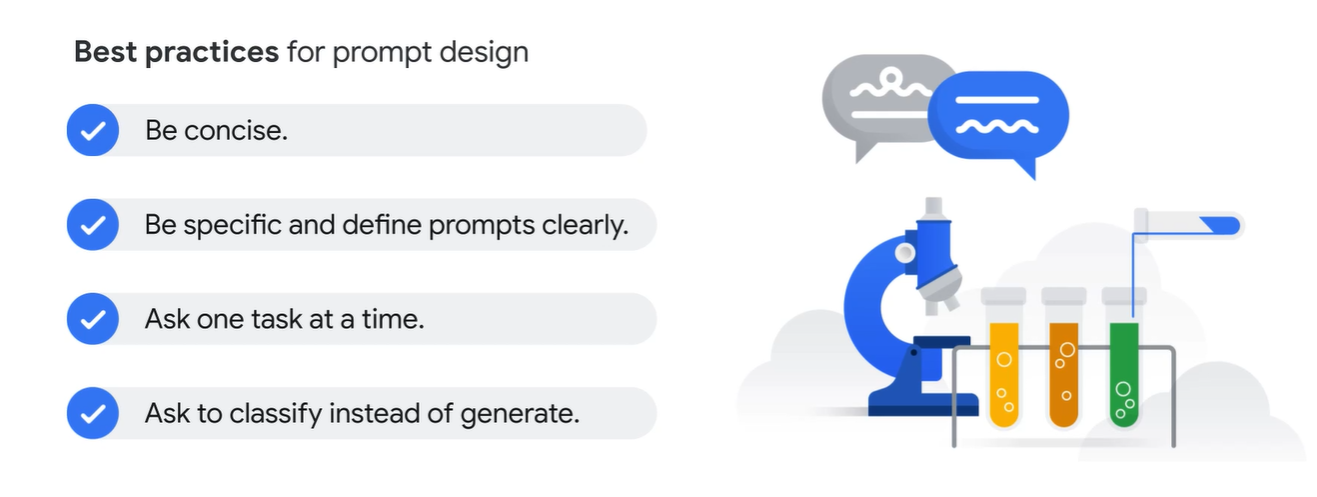 Best practices for prompt design
Be concise.
Be specific and define prompts clearly.
Ask one task at a time.
Ask to classify instead of generate.